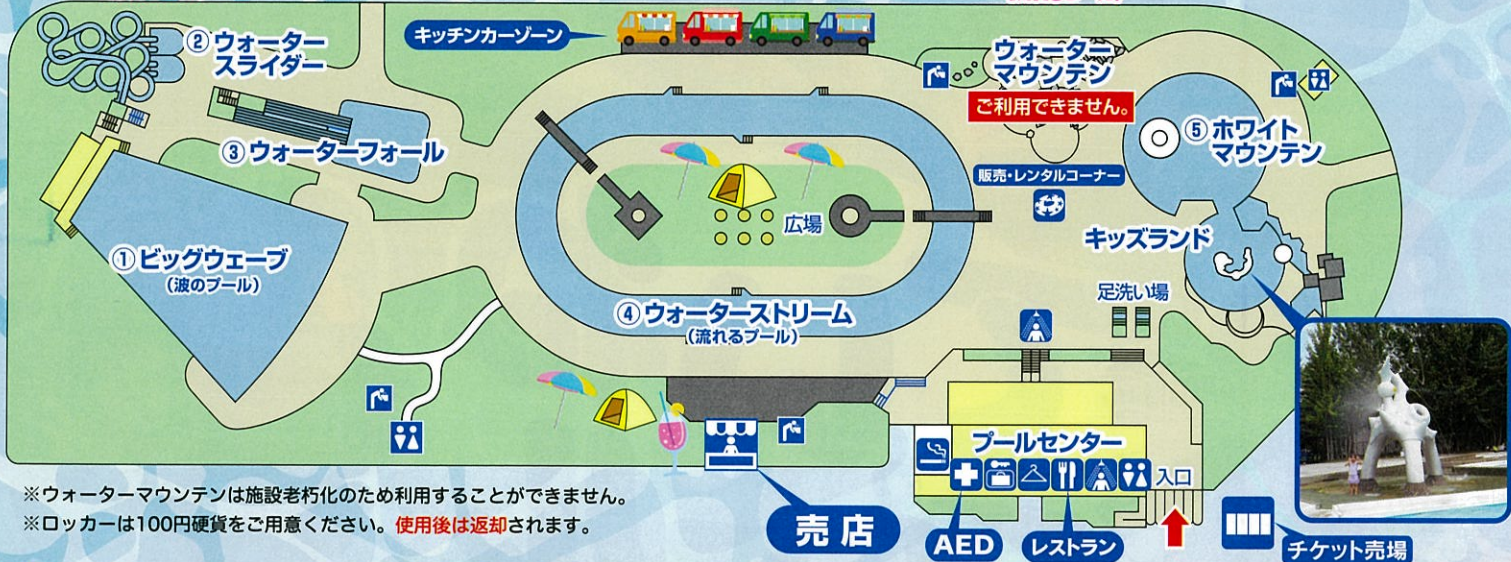 キッチンカーゾーン
②ウォーター
スライダー
③ウォーターフォール
①ビッグウェーブ
(波のプール)
ウォーター
マウンテン
ご利用できません。
⑤ホワイト
マウンテン
販売・レンタルコーナー
広場
キッズランド
足洗い場
④ウォーターストリーム
(流れるプール)
プールセンター
入口
売店
AED
レストラン
チケット売場
※ウォーターマウンテンは施設老朽化のため利用することができません。
※ロッカーは100円硬貨をご用意ください。使用後は返却されます。